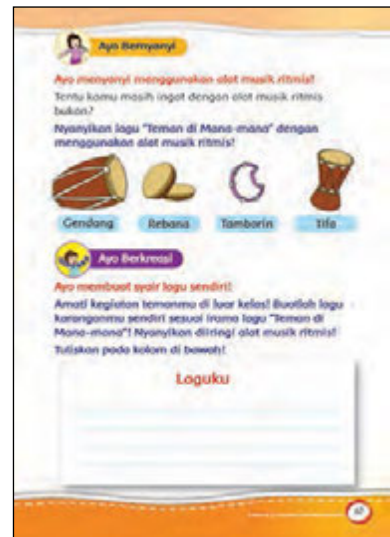 Ayo Bernyanyi
Ayo menyanyi menggunakan alat musik ritmis!
Tentu kamu masih ingat dengan alat musik ritmis
bukan?
Nyanyikan lagu "Teman di Mana-mana" dengan
menggunakan alat musik ritmis!
Gendang Rebana Tamborin Tifa
Ayo Berkreasi
Ayo membuat syair lagu sendiri!
Amati kegiatan temanmu di luar kelas! Buatlah lagu
karanganmu sendiri sesuai irama lagu "Teman di
Mana-mana"! Nyanyikan diiringi alat musik ritmis!
Tuliskan pada kolom di bawah!
Laguku